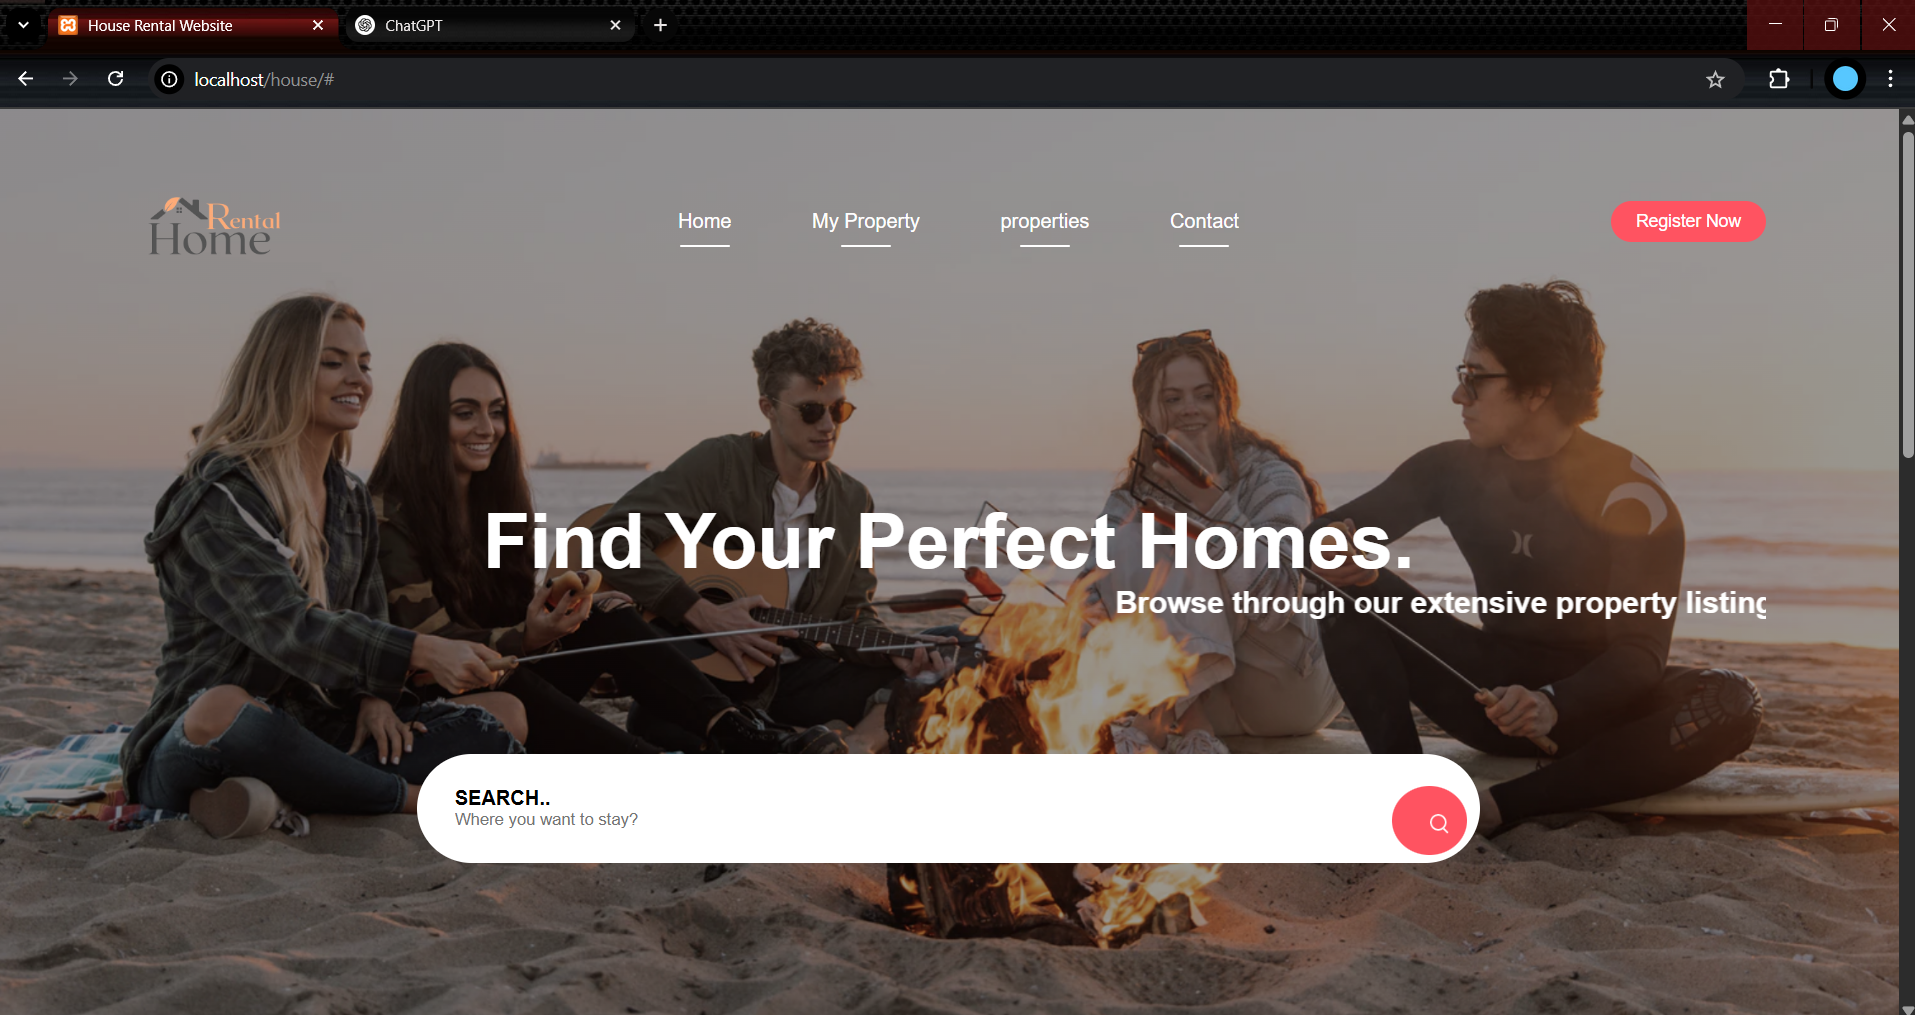 House Rental Website
ChatGPT
localhost/house/#
Rental
Home
Home
My Property
properties
Contact
Register Now
Find Your Perfect Homes.
Browse through our extensive property listing
SEARCH..
Where you want to stay?